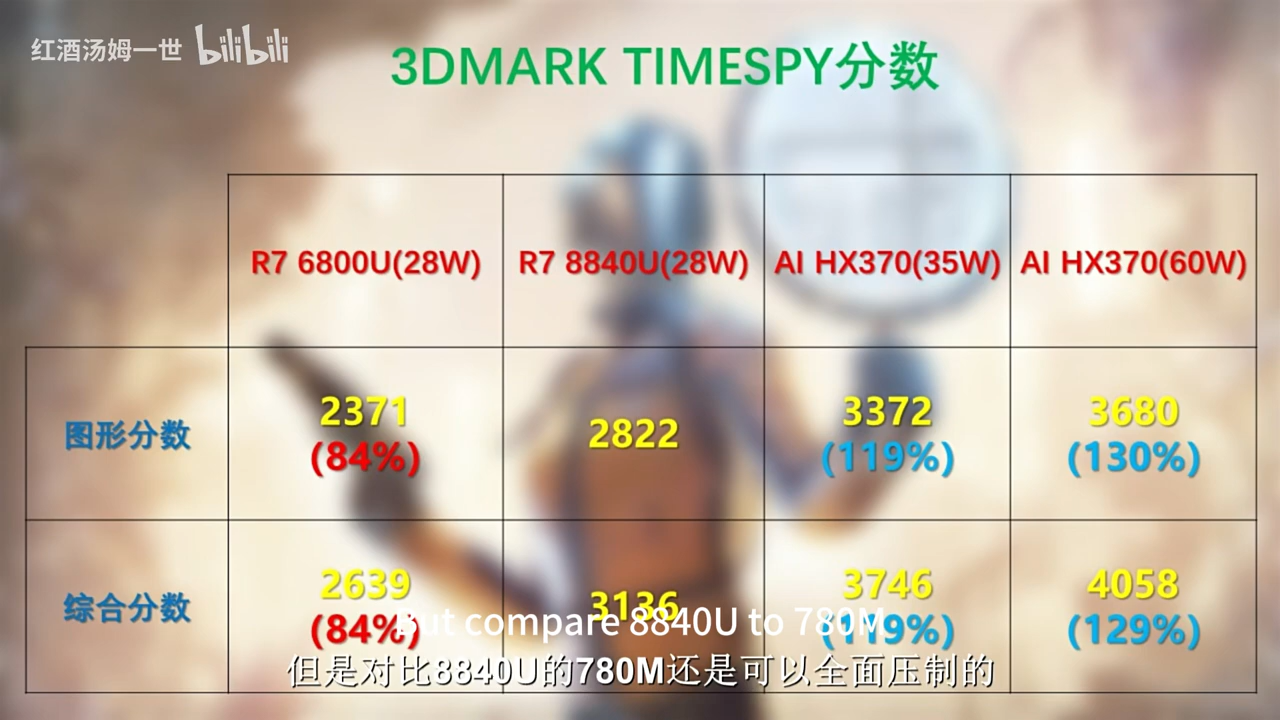 红酒汤姆一世 bilibili
3DMARK TIMESPY分数
R7 6800U(28W) R7 8840U(28W) AI HX370(35W) AI HX370(60W)
图形分数 2371 2822 3372 3680
(84%) (119%) (130%)
综合分数 2639 3136 3746 4058
(84%) (119%) (129%)
But compare 8840U to 780M
但是对比8840U的780M还是可以全面压制的